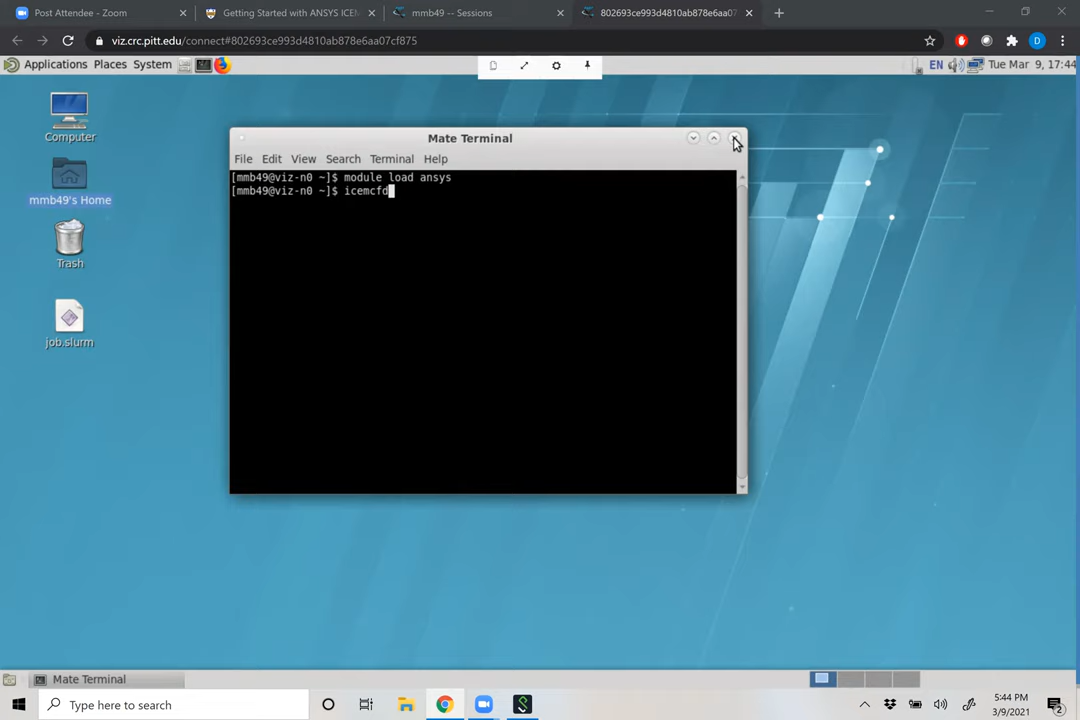 Post Attendee - Zoom
Getting Started with ANSYS ICEM
mmb49 -- Sessions
802693ce993d4810ab878e6aa07
viz.crc.pitt.edu/connect#802693ce993d4810ab878e6aa07cf875
D
Applications Places System
EN
Tue Mar 9, 17:44
Computer
mmb49's Home
Trash
job.slurm
Mate Terminal
File Edit View Search Terminal Help
[mmb49@viz-n0 ~]$ module load ansys
[mmb49@viz-n0 ~]$ icemcfd
Mate Terminal
Type here to search
5:44 PM
3/9/2021
2